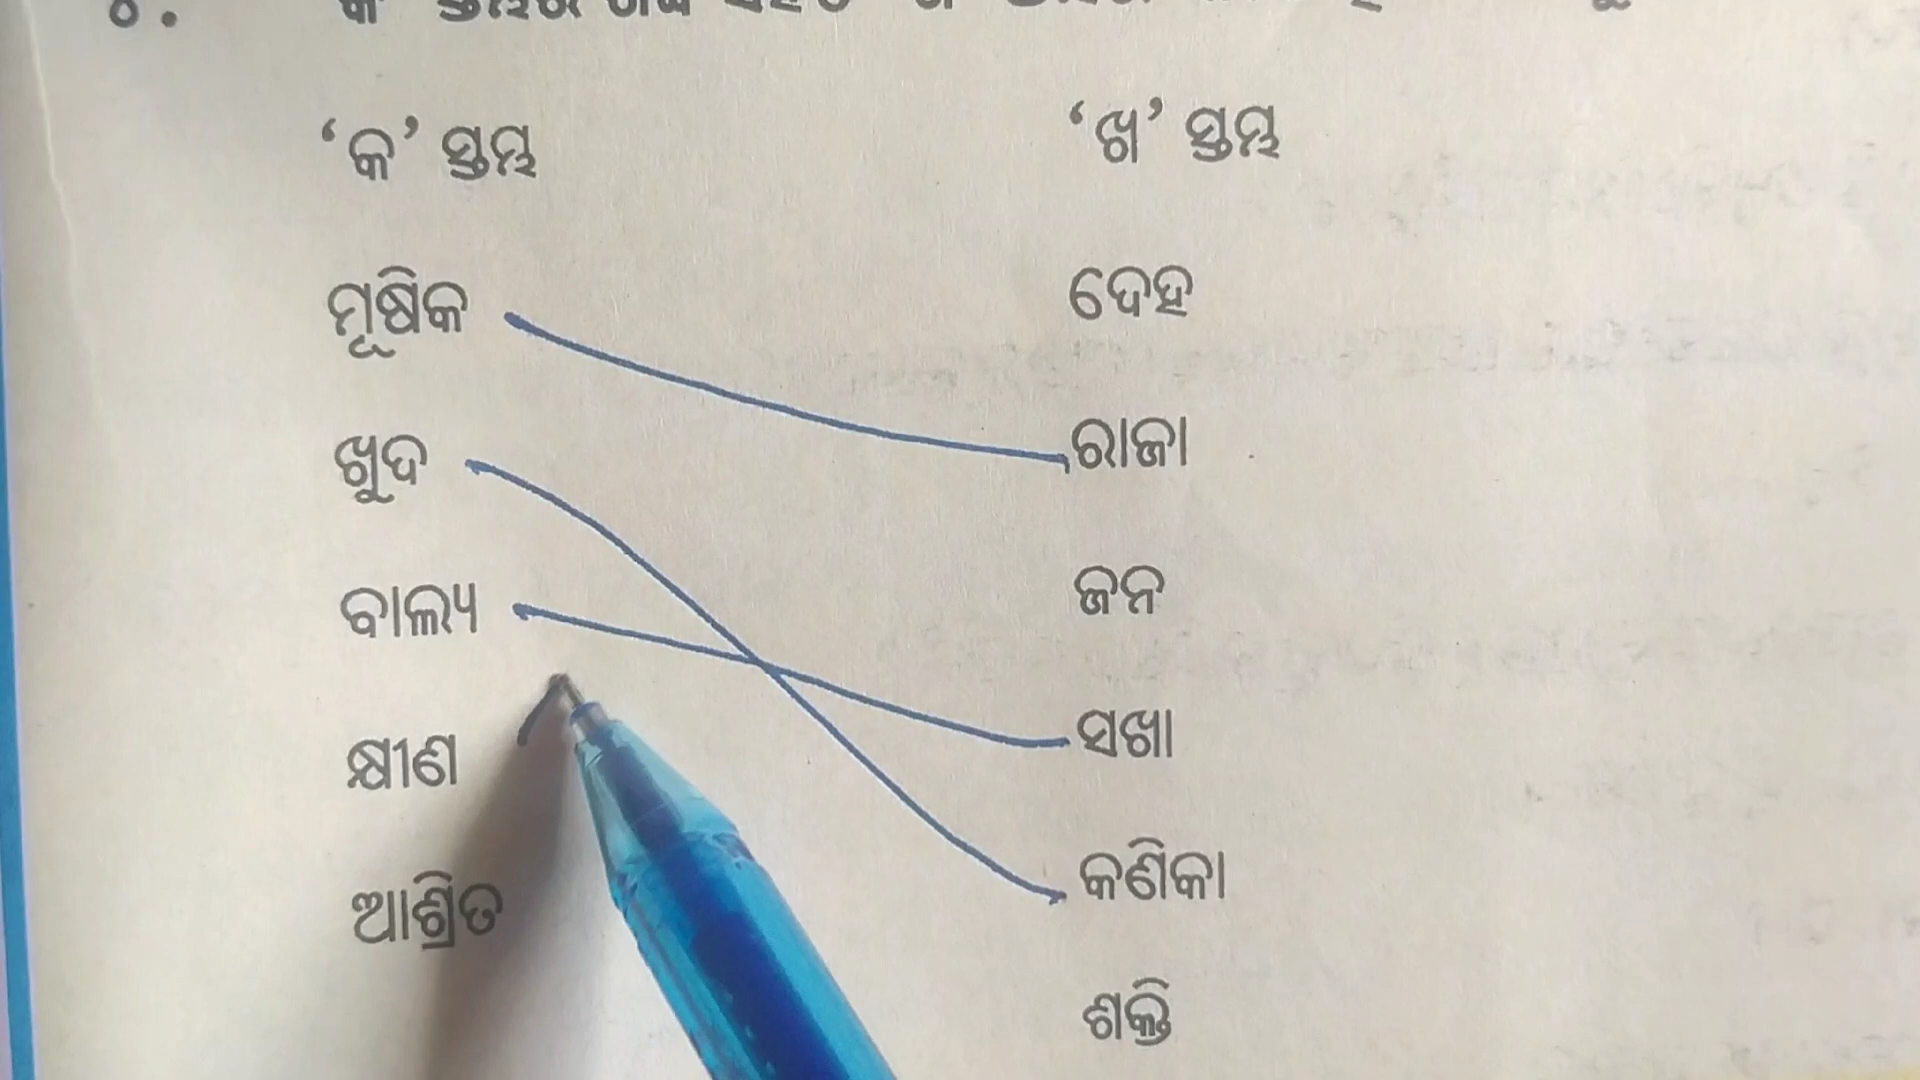 ‘କ’ ସ୍ତମ୍ଭ ‘ଖ’ ସ୍ତମ୍ଭ
ମୂଷିକ ଦେହ
ଖୁଦ ରାଜା
ବାଲ୍ୟ ଜନ
କ୍ଷୀଣ ସଖା
ଆଶ୍ରିତ କଣିକା
ଶକ୍ତି